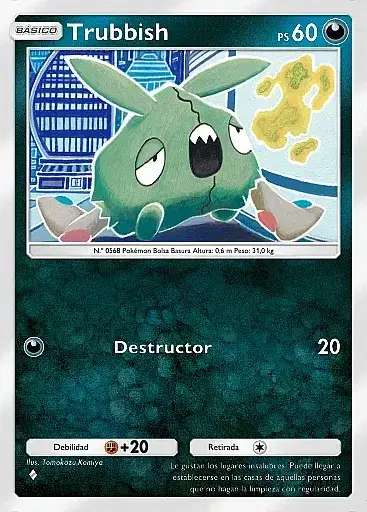 BÁSICO Trubbish PS 60
N.º 0568 Pokémon Bolsa Basura Altura: 0,6 m Peso: 31,0 kg
Destructor 20
Debilidad +20 Retirada
Ilus. Tomokazu Komiya
Le gustan los lugares insalubres. Puede llegar a
establecerse en las casas de aquellas personas
que no hagan la limpieza con regularidad.